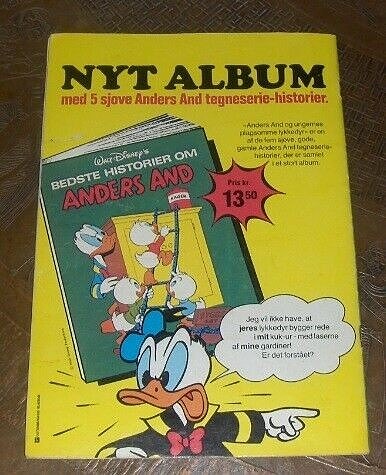 NYT ALBUM
med 5 sjove Anders And tegneserie-historier.
»Anders And og ungernes
plagsomme lykkedyr« er en
af de fem sjove, gode,
gamle Anders And tegneserie-
historier, der er samlet
i et stort album.
WALT DISNEY'S
BEDSTE HISTORIER OM
ANDERS AND
Pris kr.
13.50
Jeg vil ikke have, at
jeres lykkedyr bygger rede
i mit kuk-ur - med laserne
af mine gardiner!
Er det forstået?